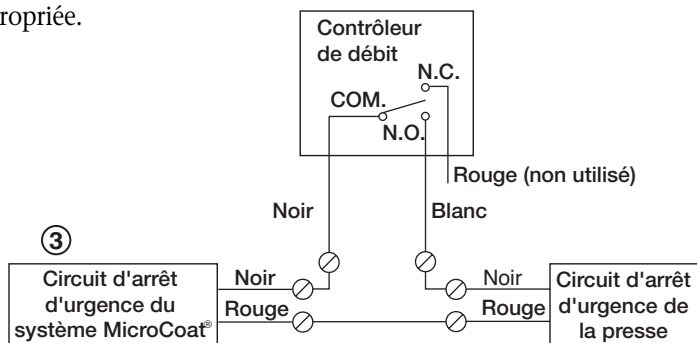 ropriée.
Contrôleur
de débit
N.C.
COM.
N.O.
Rouge (non utilisé)
Noir
Blanc
3
Circuit d'arrêt
d'urgence du
système MicroCoat®
Noir
Rouge
Noir
Rouge
Circuit d'arrêt
d'urgence de
la presse